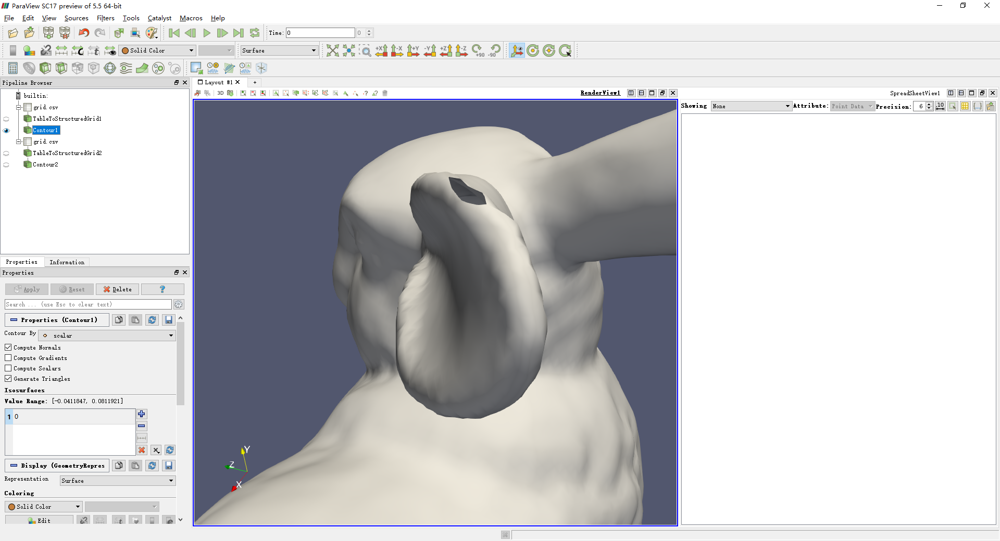 ParaView SC17 preview of 5.5 64-bit
File Edit View Sources Filters Tools Catalyst Macros Help
Time: 0 0
Solid Color Surface +X -X +Y -Y +Z -Z +90 -90
Pipeline Browser
Layout #1 +
builtin:
grid.csv
TableToStructuredGrid1
Contour1
grid.csv
TableToStructuredGrid2
Contour2
3D RenderView1
SpreadSheetView1
Showing None Attribute: Point Data Precision: 6 .10 {...}
Properties Information
Properties
Apply Reset Delete ?
Search ... (use Esc to clear text)
Properties (Contour1)
Contour By scalar
Compute Normals
Compute Gradients
Compute Scalars
Generate Triangles
Isosurfaces
Value Range: [-0.0411847, 0.0811921]
1 0
Display (GeometryRepres
Representation Surface
Coloring
Solid Color
Edit
Y
Z
X